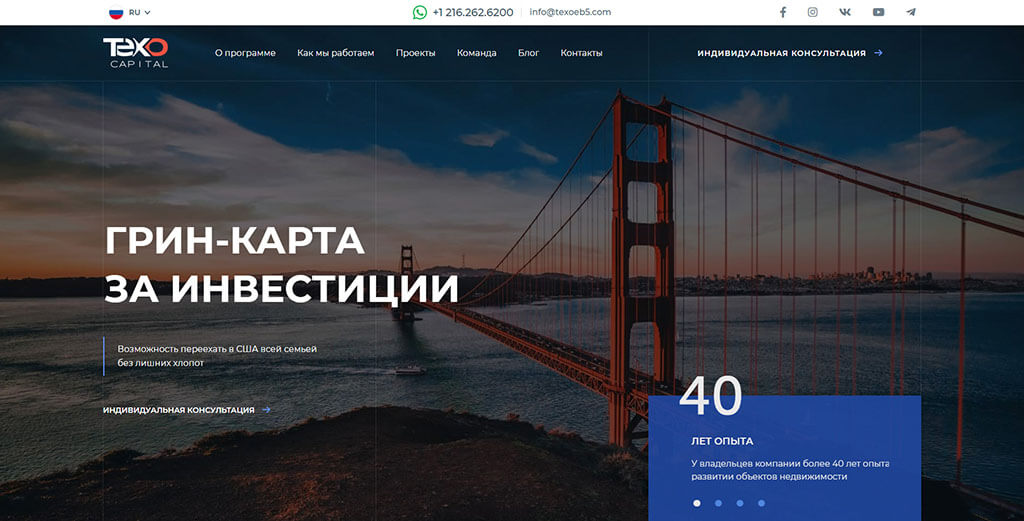 RU
+1 216.262.6200
info@texoeb5.com
TEXO
CAPITAL
О программе
Как мы работаем
Проекты
Команда
Блог
Контакты
ИНДИВИДУАЛЬНАЯ КОНСУЛЬТАЦИЯ
ГРИН-КАРТА
ЗА ИНВЕСТИЦИИ
Возможность переехать в США всей семьей
без лишних хлопот
ИНДИВИДУАЛЬНАЯ КОНСУЛЬТАЦИЯ
40
ЛЕТ ОПЫТА
У владельцев компании более 40 лет опыта
развитии объектов недвижимости